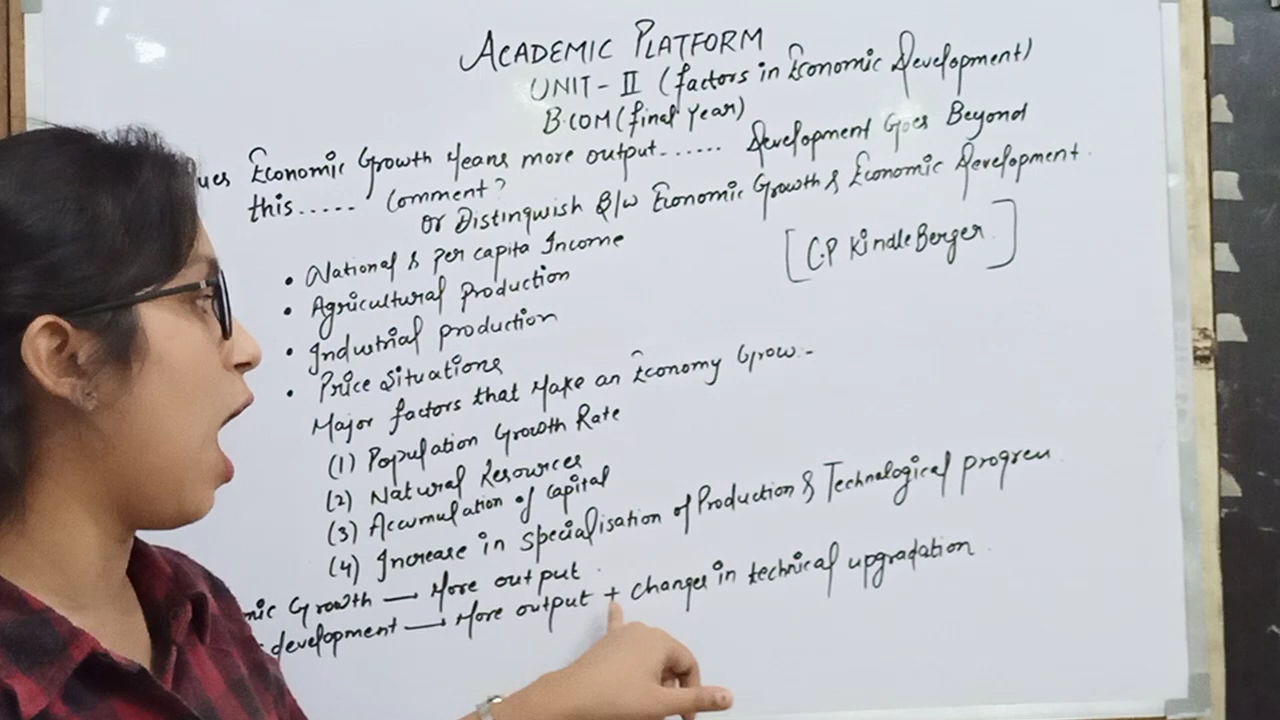 ACADEMIC PLATFORM
UNIT - II (factors in Economic Development)
B.COM (final year)
ues Economic Growth Means more output...... Development Goes Beyond
this..... Comment?
or Distinqwish B/w Economic Growth & Economic Development.
• National & per capita Income
[C.P KindleBerger.]
• Agricultural production
• Industrial production
• Price Situations
Major factors that Make an Economy Grow:-
(1) Population Growth Rate
(2) Natural Resources
(3) Accumulation of Capital
(4) Increase in Specialisation of Production & Technological progress
mic Growth — More output.
development — More output + changes in technical upgradation.